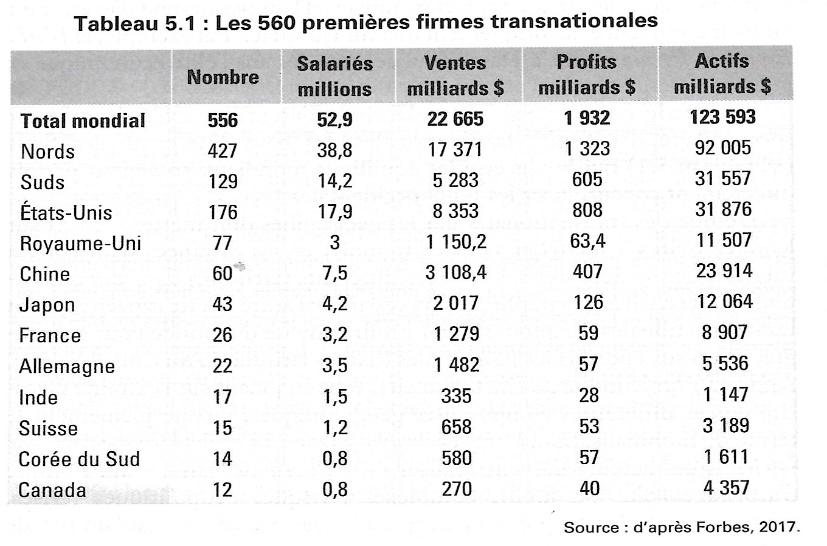 Tableau 5.1 : Les 560 premières firmes transnationales
Nombre Salariés millions Ventes milliards $ Profits milliards $ Actifs milliards $
Total mondial 556 52,9 22 665 1 932 123 593
Nords 427 38,8 17 371 1 323 92 005
Suds 129 14,2 5 283 605 31 557
États-Unis 176 17,9 8 353 808 31 876
Royaume-Uni 77 3 1 150,2 63,4 11 507
Chine 60 7,5 3 108,4 407 23 914
Japon 43 4,2 2 017 126 12 064
France 26 3,2 1 279 59 8 907
Allemagne 22 3,5 1 482 57 5 536
Inde 17 1,5 335 28 1 147
Suisse 15 1,2 658 53 3 189
Corée du Sud 14 0,8 580 57 1 611
Canada 12 0,8 270 40 4 357
Source : d'après Forbes, 2017.